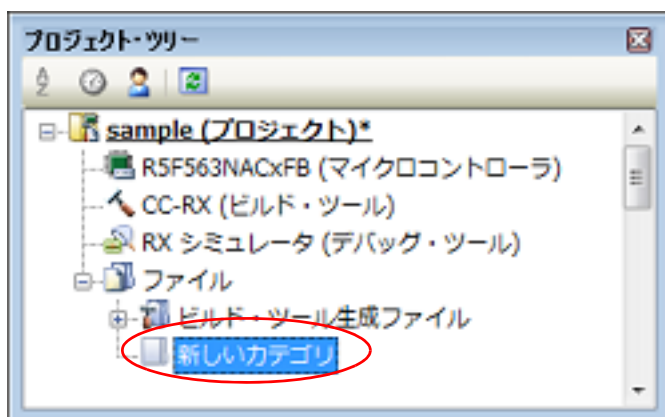 プロジェクト・ツリー
sample (プロジェクト)*
R5F563NACxFB (マイクロコントローラ)
CC-RX (ビルド・ツール)
RX シミュレータ (デバッグ・ツール)
ファイル
ビルド・ツール生成ファイル
新しいカテゴリ